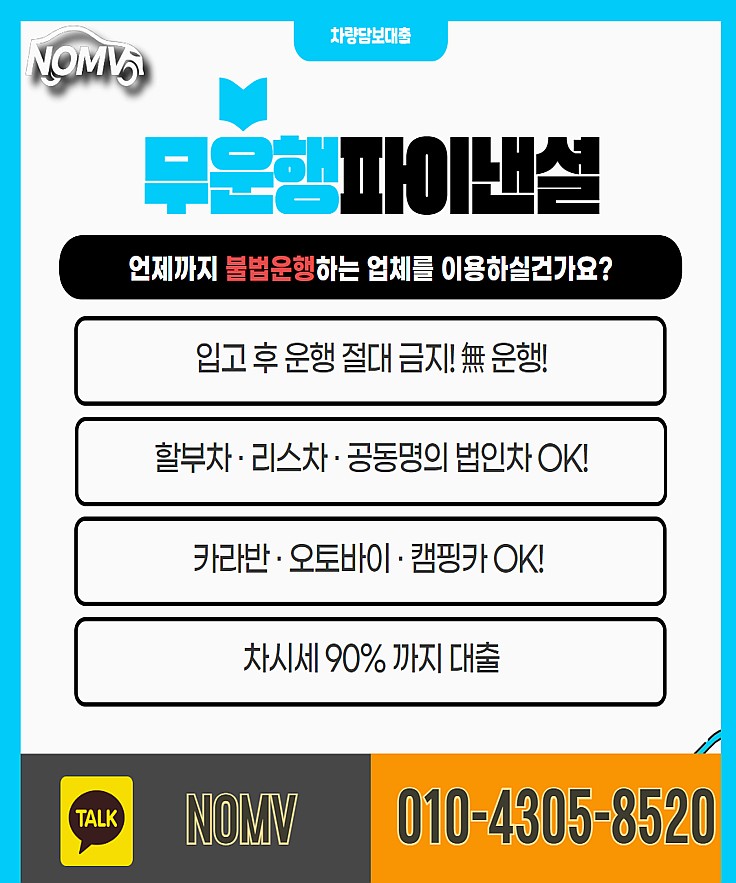 차량담보대출
NOMV
무운행파이낸셜
언제까지 불법운행하는 업체를 이용하실건가요?
입고 후 운행 절대 금지! 無 운행!
할부차 · 리스차 · 공동명의 법인차 OK!
카라반 · 오토바이 · 캠핑카 OK!
차시세 90% 까지 대출
TALK
NOMV
010-4305-8520